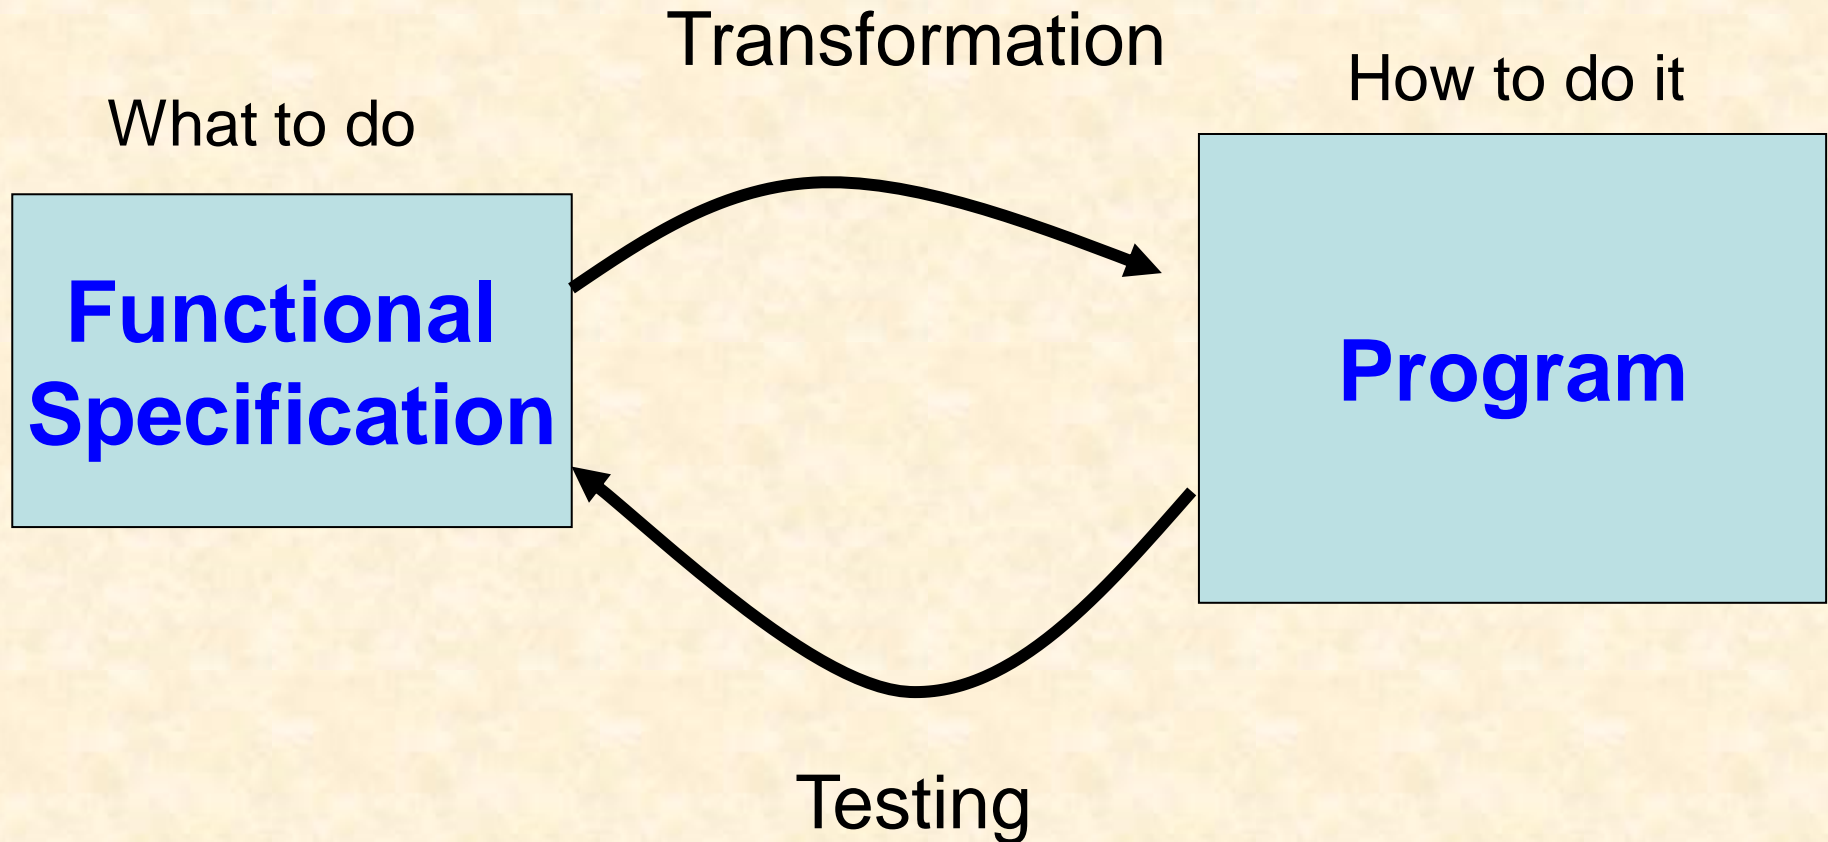 Transformation
How to do it
What to do
Functional
Specification
Program
Testing